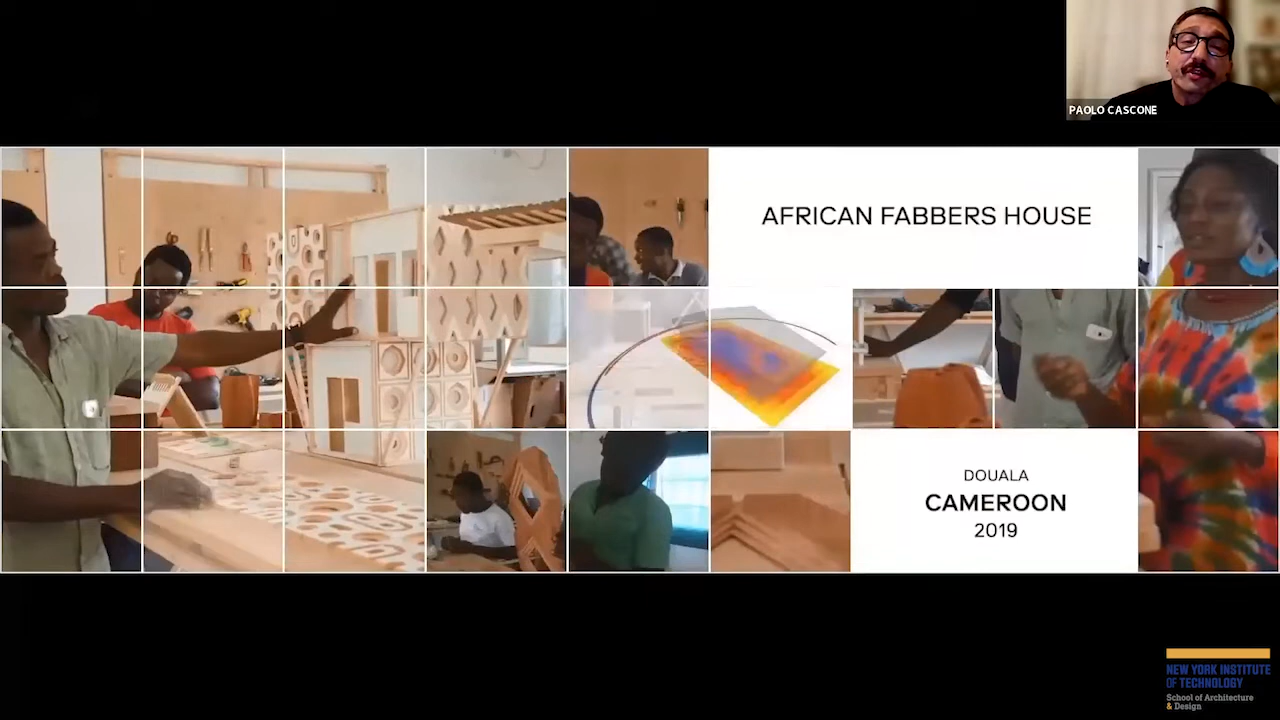 PAOLO CASCONE
AFRICAN FABBERS HOUSE
DOUALA
CAMEROON
2019
NEW YORK INSTITUTE
OF TECHNOLOGY
School of Architecture
& Design